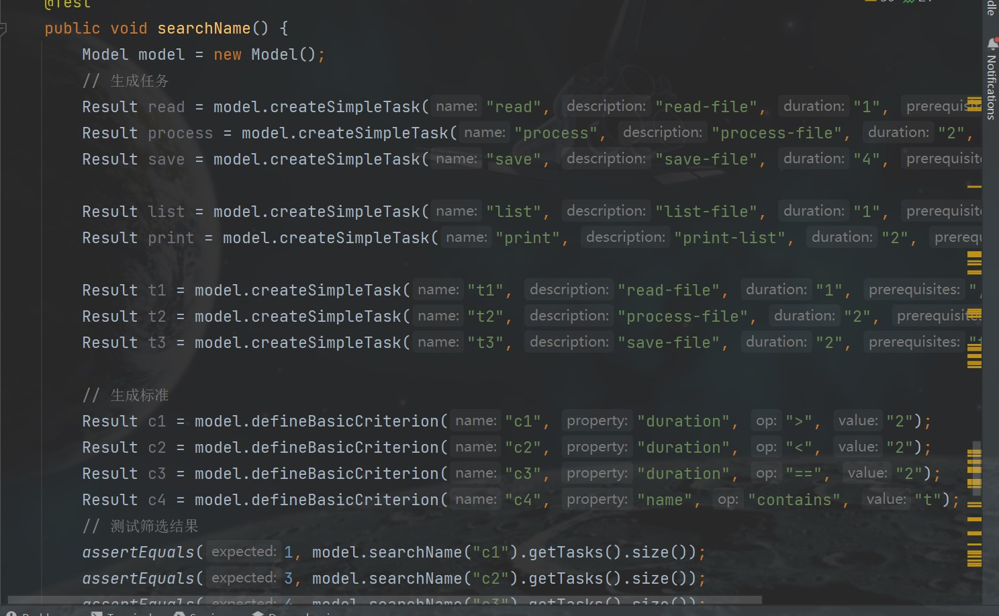 @Test
public void searchName() {
Model model = new Model();
// 生成任务
Result read = model.createSimpleTask( name: "read", description: "read-file", duration: "1", prerequis
Result process = model.createSimpleTask( name: "process", description: "process-file", duration: "2",
Result save = model.createSimpleTask( name: "save", description: "save-file", duration: "4", prerequisite
Result list = model.createSimpleTask( name: "list", description: "list-file", duration: "1", prerequisite
Result print = model.createSimpleTask( name: "print", description: "print-list", duration: "2", prerequ
Result t1 = model.createSimpleTask( name: "t1", description: "read-file", duration: "1", prerequisites: ",
Result t2 = model.createSimpleTask( name: "t2", description: "process-file", duration: "2", prerequisites
Result t3 = model.createSimpleTask( name: "t3", description: "save-file", duration: "2", prerequisites: "t
// 生成标准
Result c1 = model.defineBasicCriterion( name: "c1", property: "duration", op: ">", value: "2");
Result c2 = model.defineBasicCriterion( name: "c2", property: "duration", op: "<", value: "2");
Result c3 = model.defineBasicCriterion( name: "c3", property: "duration", op: "==", value: "2");
Result c4 = model.defineBasicCriterion( name: "c4", property: "name", op: "contains", value: "t");
// 测试筛选结果
assertEquals( expected: 1, model.searchName("c1").getTasks().size());
assertEquals( expected: 3, model.searchName("c2").getTasks().size());
assertEquals( expected: 4, model.searchName("c3").getTasks().size());
dle
Notifications